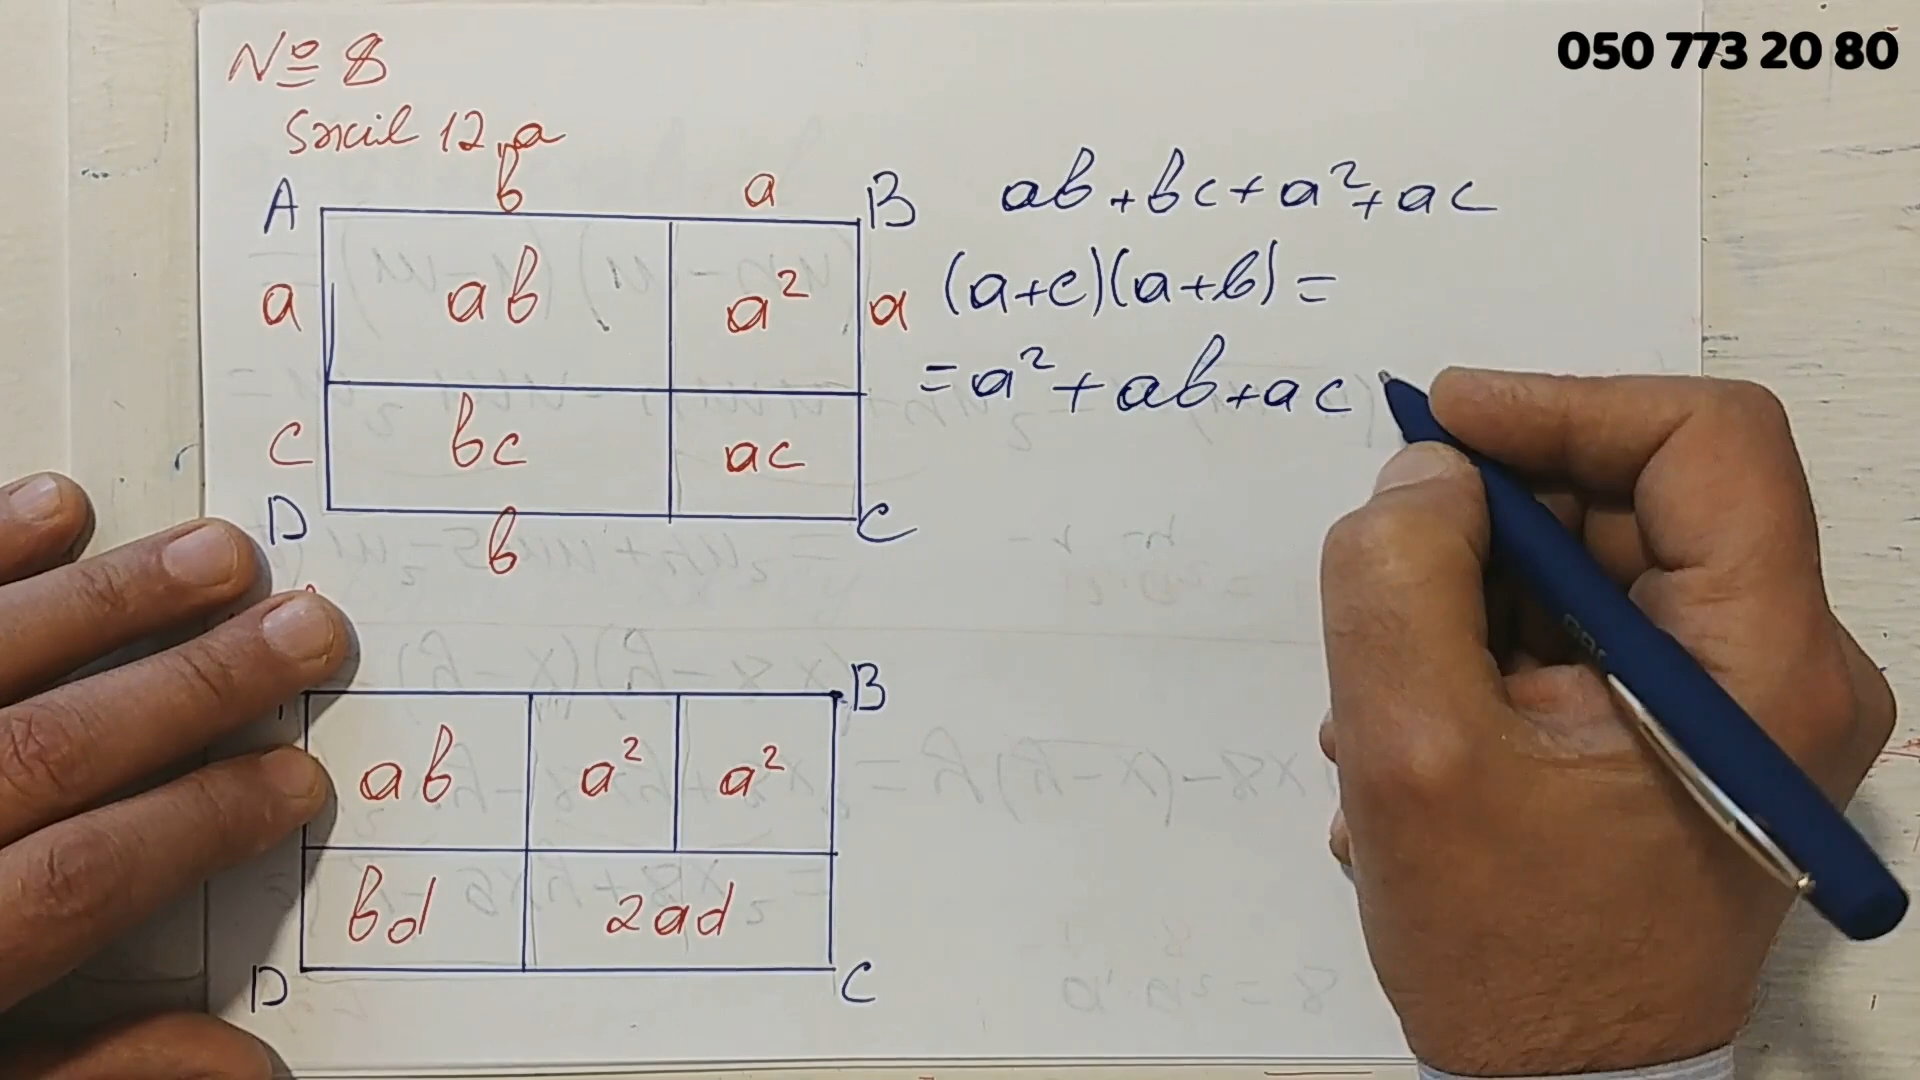 050 773 20 80
№ 8
Şəkil 12, a
b a
A B
a ab a² a
c bc ac
D C
b
ab + bc + a² + ac
(a+c)(a+b) =
= a² + ab + ac
B
ab a² a²
bd 2ad
D C